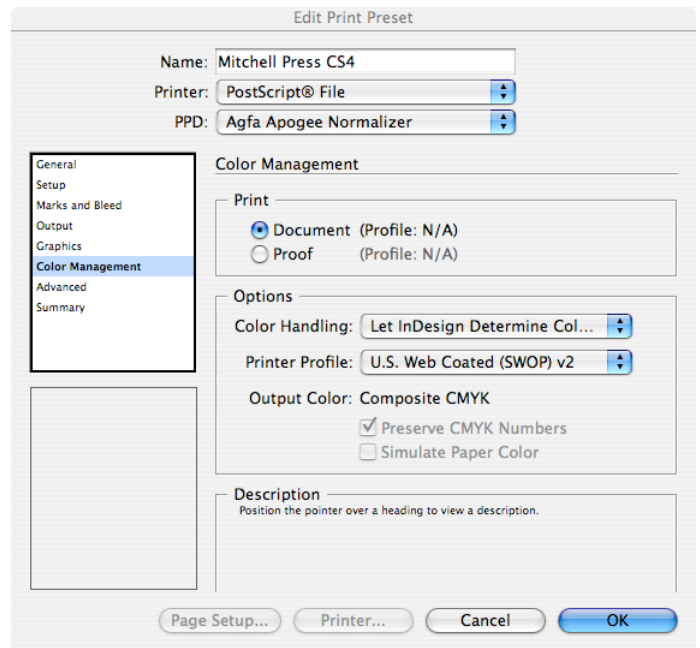 Edit Print Preset
Name: Mitchell Press CS4
Printer: PostScript® File
PPD: Agfa Apogee Normalizer
General
Setup
Marks and Bleed
Output
Graphics
Color Management
Advanced
Summary
Color Management
Print
Document (Profile: N/A)
Proof (Profile: N/A)
Options
Color Handling: Let InDesign Determine Col...
Printer Profile: U.S. Web Coated (SWOP) v2
Output Color: Composite CMYK
Preserve CMYK Numbers
Simulate Paper Color
Description
Position the pointer over a heading to view a description.
Page Setup... Printer... Cancel OK